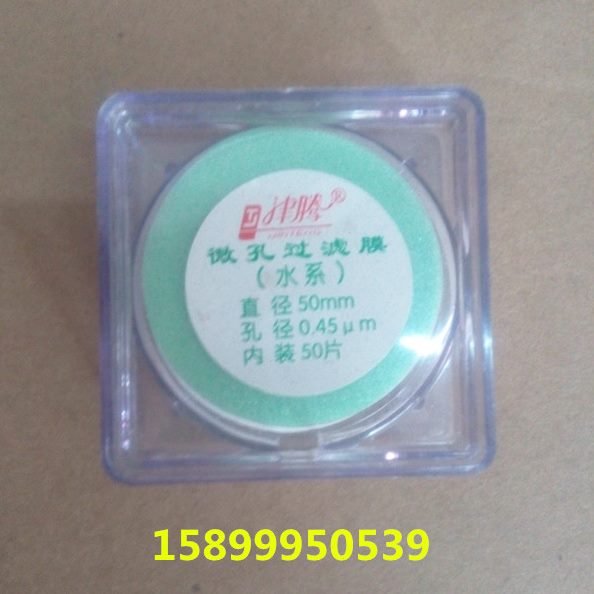 津腾®
微孔过滤膜
（水系）
直 径 50mm
孔 径 0.45μm
内 装 50片
15899950539